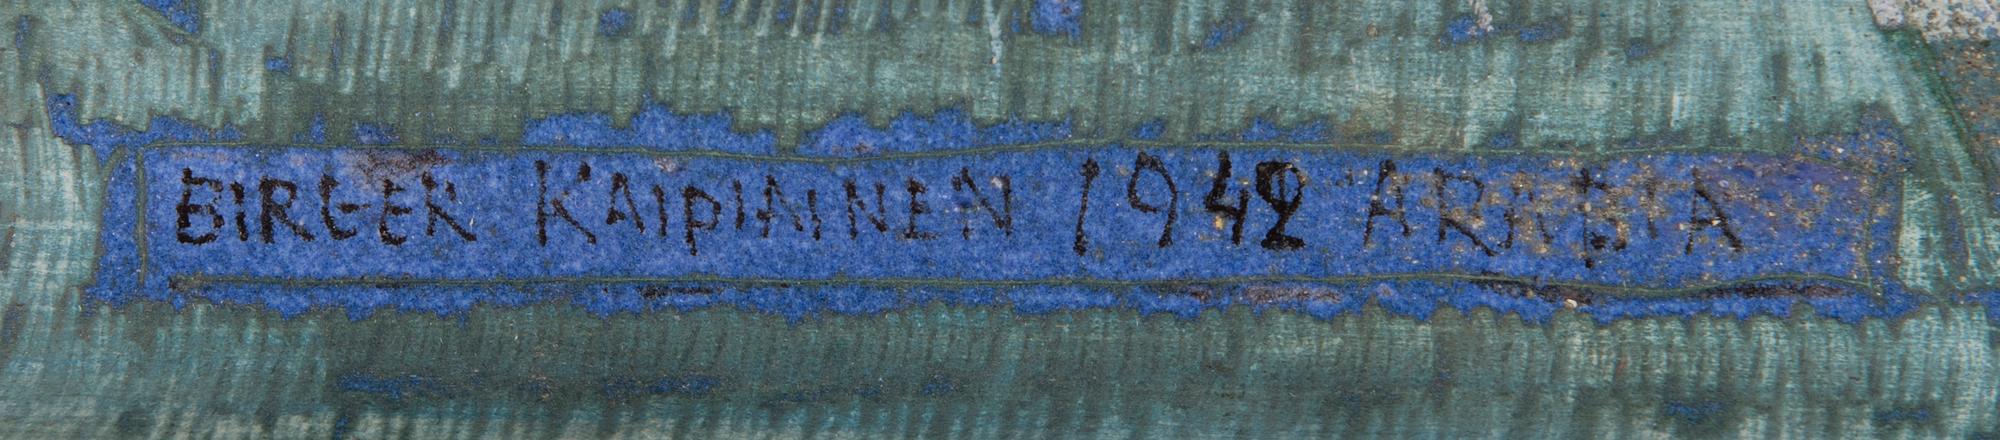 BIRGER KAIPIAINEN 1942 ARABIA